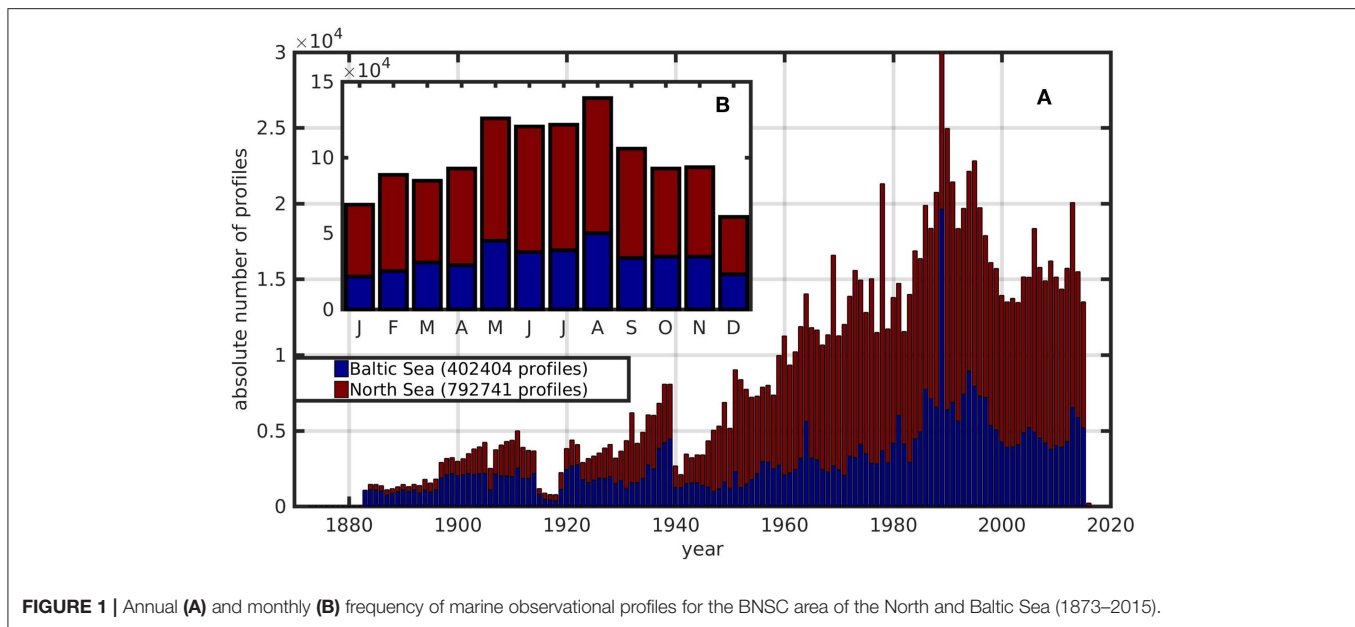 ×10⁴
3
2.5
2
1.5
1
0.5
0
absolute number of profiles
1880 1900 1920 1940 1960 1980 2000 2020
year
A
×10⁴
15
10
5
0
J F M A M J J A S O N D
B
Baltic Sea (402404 profiles)
North Sea (792741 profiles)
FIGURE 1 | Annual (A) and monthly (B) frequency of marine observational profiles for the BNSC area of the North and Baltic Sea (1873–2015).